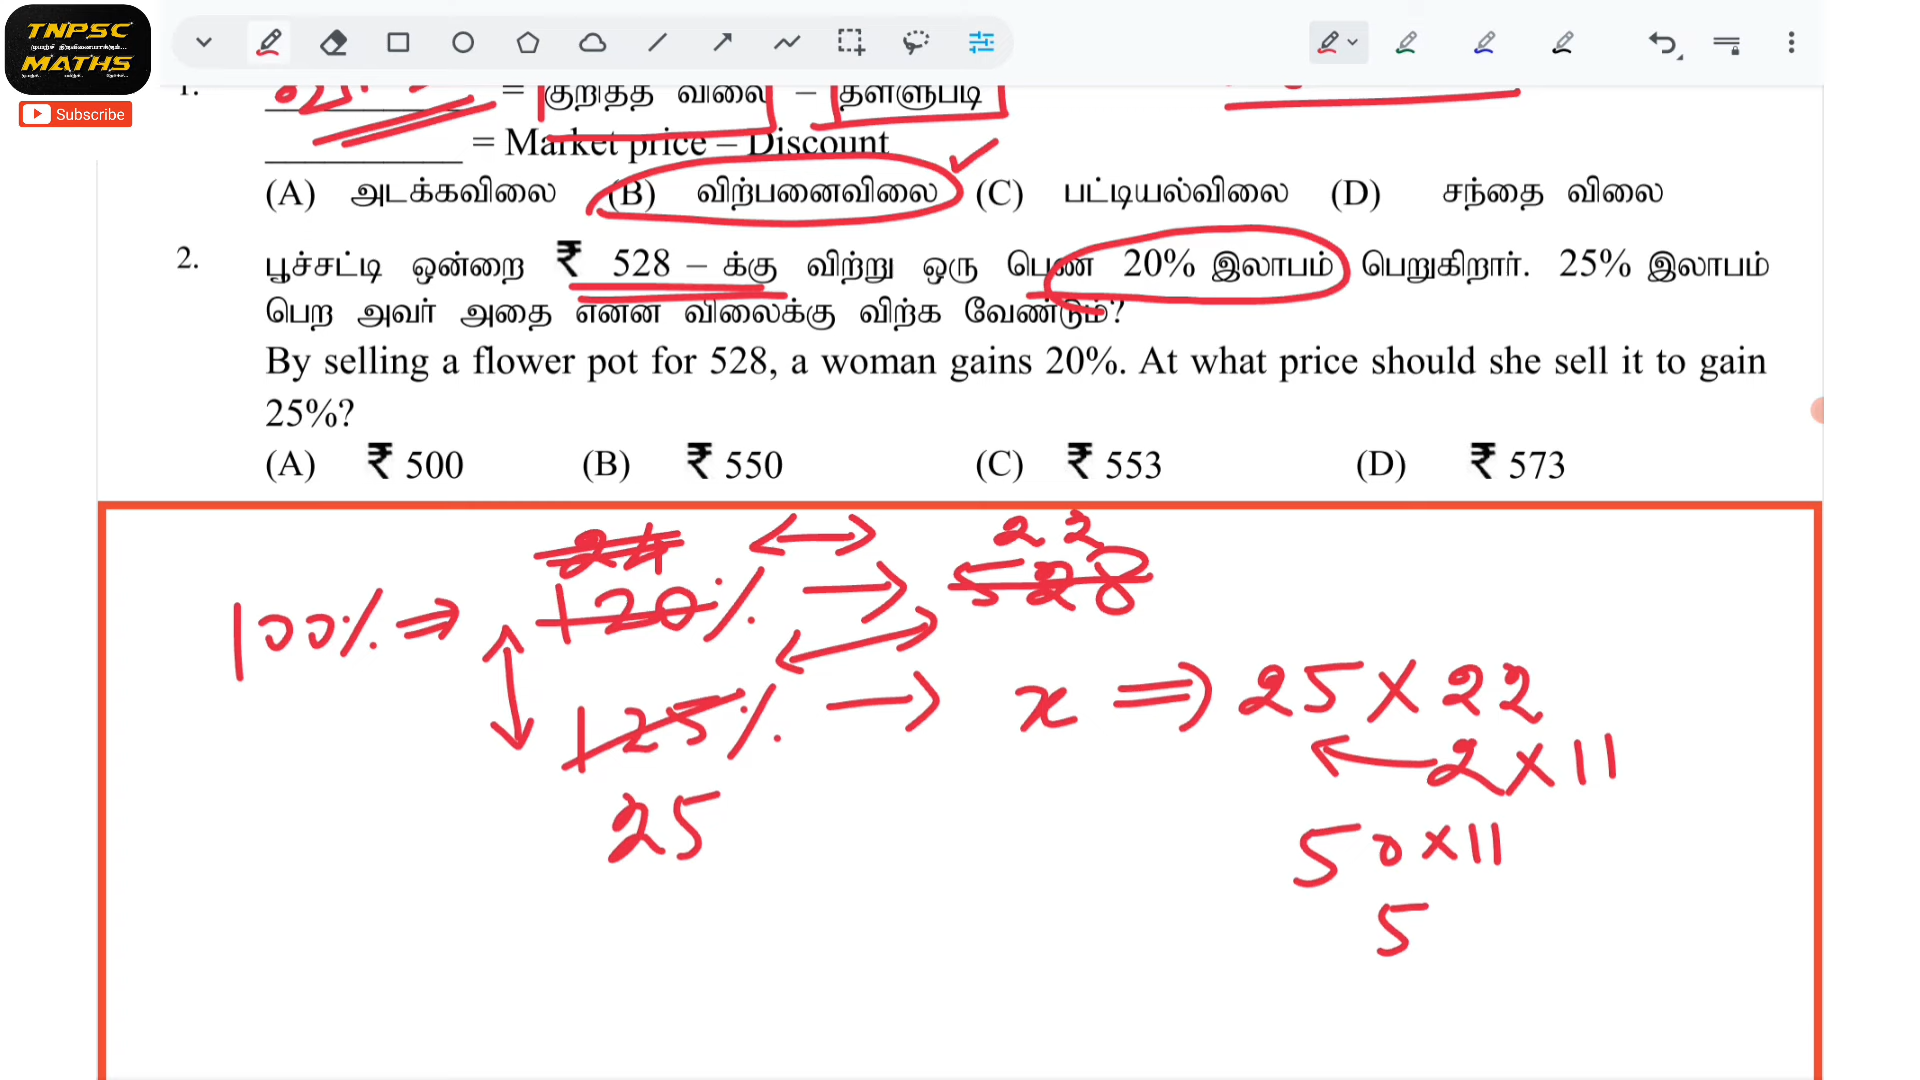 TNPSC
MATHS
Subscribe
1. = குறித்த விலை – தள்ளுபடி
__________ = Market price – Discount
(A) அடக்கவிலை (B) விற்பனைவிலை (C) பட்டியல்விலை (D) சந்தை விலை
2. பூச்சட்டி ஒன்றை ₹ 528 – க்கு விற்று ஒரு பெண் 20% இலாபம் பெறுகிறார். 25% இலாபம்
பெற அவர் அதை என்ன விலைக்கு விற்க வேண்டும்?
By selling a flower pot for 528, a woman gains 20%. At what price should she sell it to gain
25%?
(A) ₹ 500 (B) ₹ 550 (C) ₹ 553 (D) ₹ 573
24 22
100% ⇒ 120% → 528
125% → x ⇒ 25 × 22
2 × 11
25 50 × 11
5